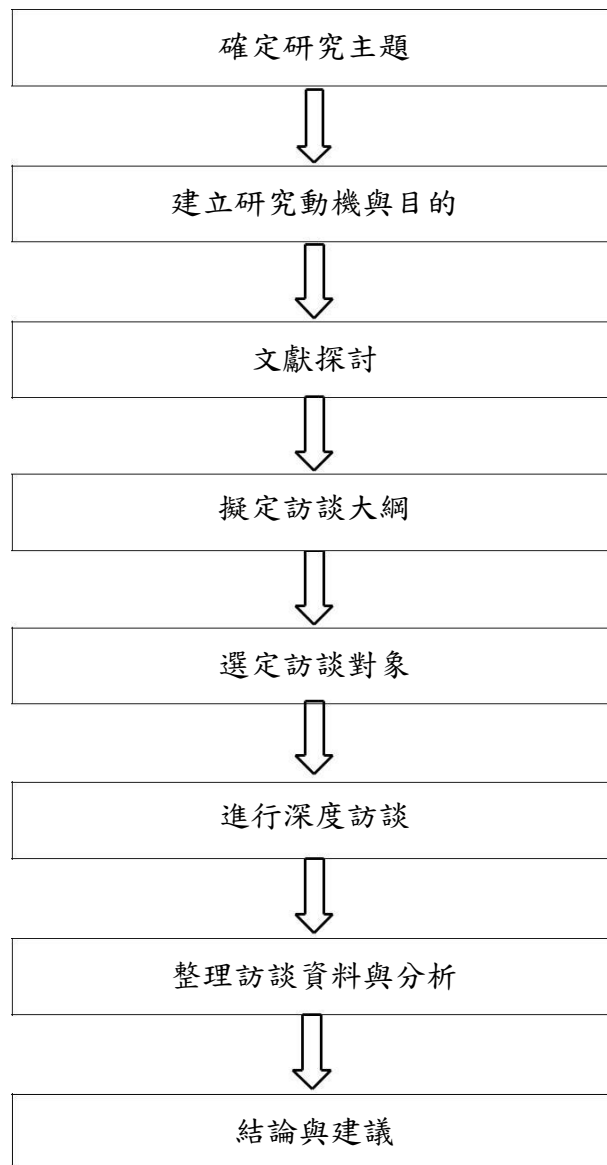 確定研究主題
建立研究動機與目的
文獻探討
擬定訪談大綱
選定訪談對象
進行深度訪談
整理訪談資料與分析
結論與建議